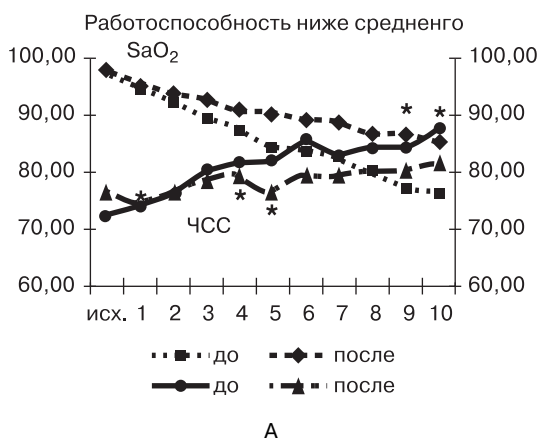 Работоспособность ниже средненго
SaO2
100,00 100,00
90,00 * * 90,00
80,00 80,00
* * *
70,00 ЧСС 70,00
60,00 60,00
исх. 1 2 3 4 5 6 7 8 9 10
до после
до после
А